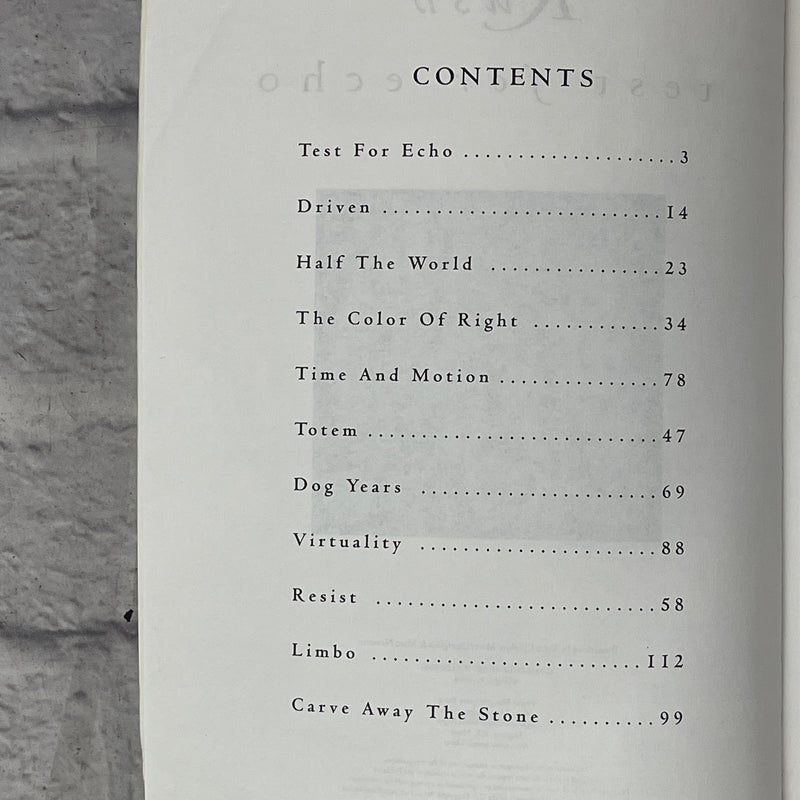 CONTENTS
Test For Echo ....................3
Driven ..........................14
Half The World ................23
The Color Of Right ............34
Time And Motion ...............78
Totem ...........................47
Dog Years ......................69
Virtuality ......................88
Resist ..........................58
Limbo .........................112
Carve Away The Stone ..........99